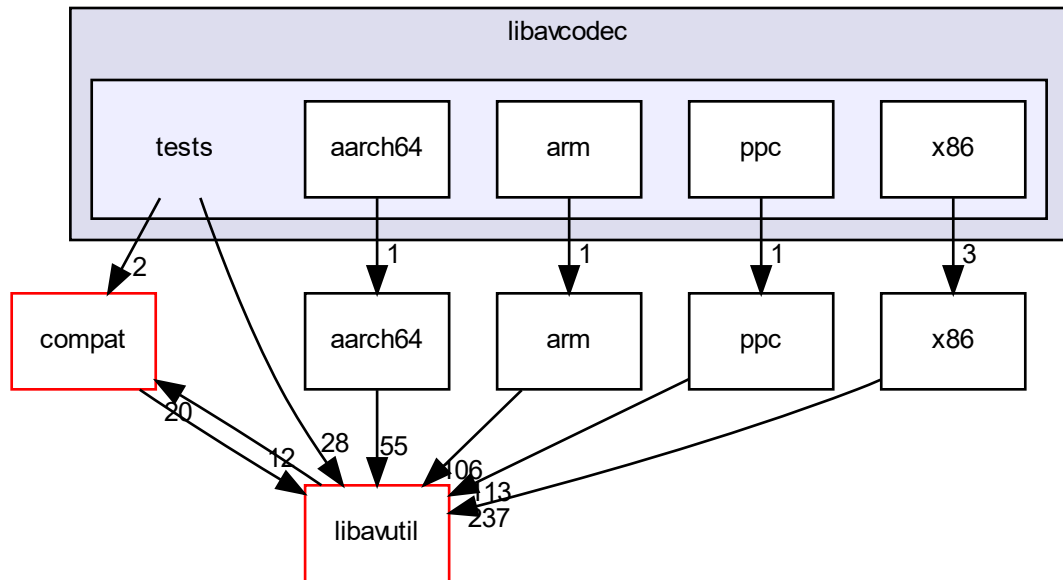 libavcodec
tests
aarch64
arm
ppc
x86
2
1
1
1
3
compat
aarch64
arm
ppc
x86
20
12
28
55
106
113
237
libavutil